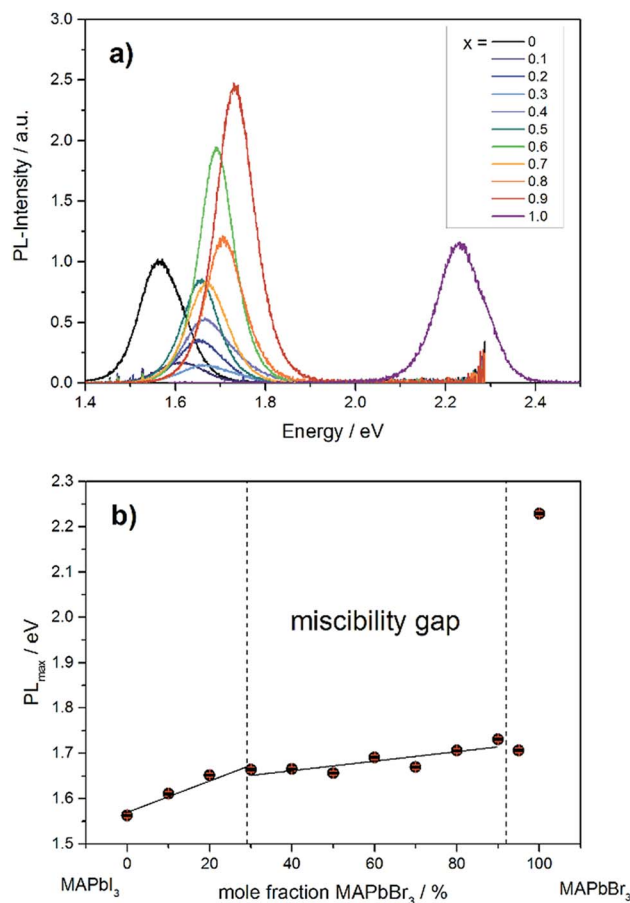 a)
3.0
2.5
2.0
1.5
1.0
0.5
0.0
PL-Intensity / a.u.
x =
0
0.1
0.2
0.3
0.4
0.5
0.6
0.7
0.8
0.9
1.0
1.4 1.6 1.8 2.0 2.2 2.4
Energy / eV
b)
2.3
2.2
2.1
2.0
1.9
1.8
1.7
1.6
1.5
PLmax / eV
miscibility gap
0 20 40 60 80 100
MAPbI3 mole fraction MAPbBr3 / % MAPbBr3